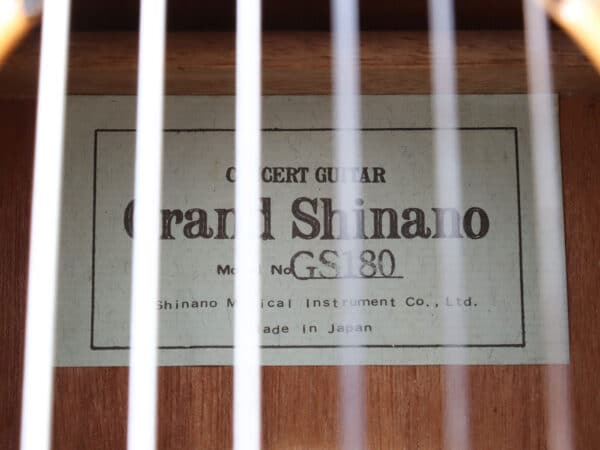 CONCERT GUITAR
Grand Shinano
Model No. GS180
Shinano Musical Instrument Co., Ltd.
Made in Japan